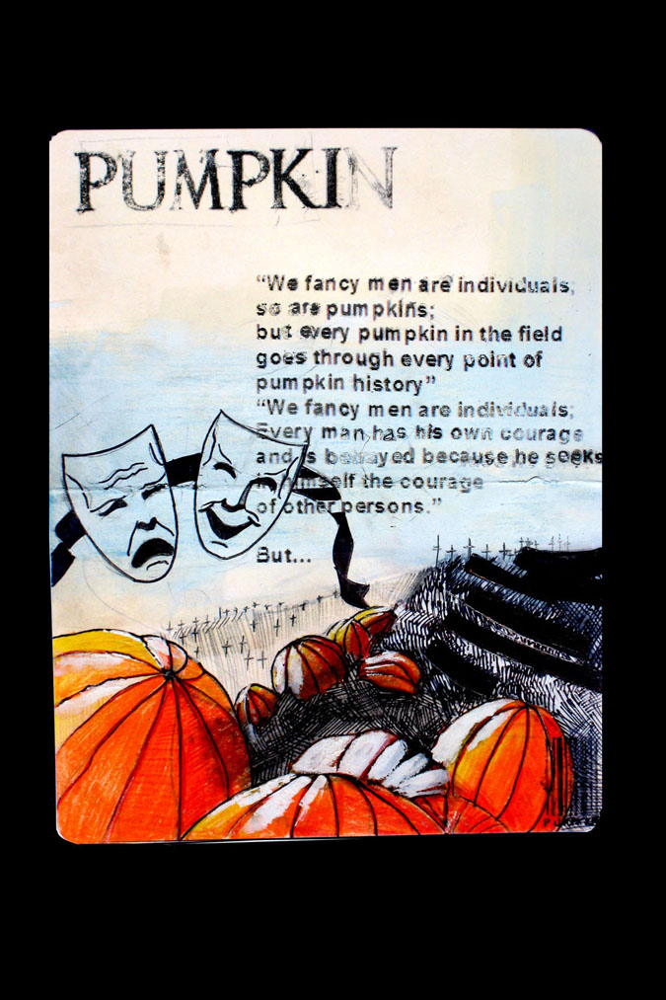 PUMPKIN
“We fancy men are individuals;
so are pumpkins;
but every pumpkin in the field
goes through every point of
pumpkin history”
“We fancy men are individuals;
Every man has his own courage
and is betrayed because he seeks
in himself the courage
of other persons.”
But...